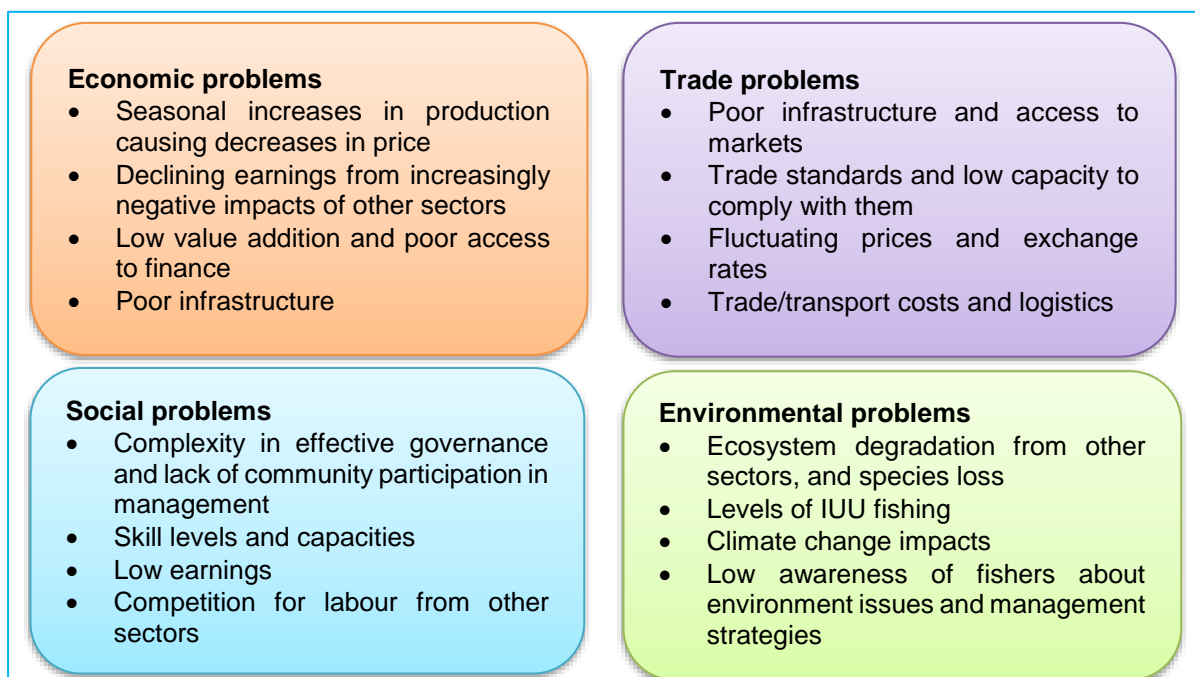 Economic problems
• Seasonal increases in production
causing decreases in price
• Declining earnings from increasingly
negative impacts of other sectors
• Low value addition and poor access
to finance
• Poor infrastructure
Trade problems
• Poor infrastructure and access to
markets
• Trade standards and low capacity to
comply with them
• Fluctuating prices and exchange
rates
• Trade/transport costs and logistics
Social problems
• Complexity in effective governance
and lack of community participation in
management
• Skill levels and capacities
• Low earnings
• Competition for labour from other
sectors
Environmental problems
• Ecosystem degradation from other
sectors, and species loss
• Levels of IUU fishing
• Climate change impacts
• Low awareness of fishers about
environment issues and management
strategies